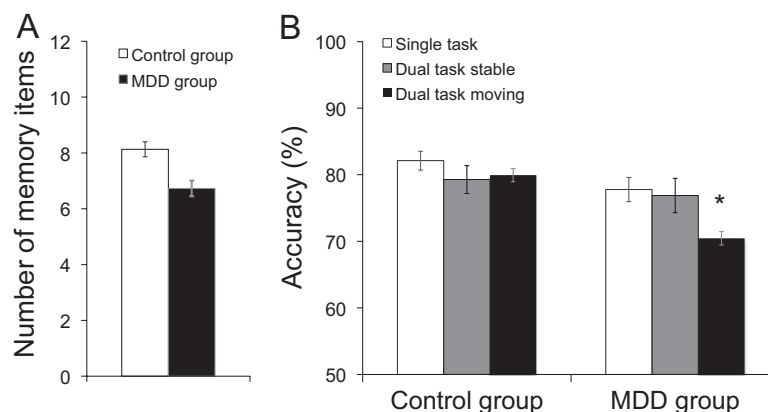 A
Number of memory items
12
10
8
6
4
2
0
Control group
MDD group
B
Accuracy (%)
100
90
80
70
60
50
Single task
Dual task stable
Dual task moving
*
Control group
MDD group